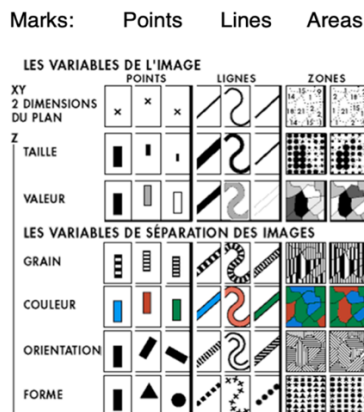 Marks: Points Lines Areas
LES VARIABLES DE L'IMAGE
POINTS LIGNES ZONES
XY
2 DIMENSIONS
DU PLAN
Z
TAILLE
VALEUR
LES VARIABLES DE SÉPARATION DES IMAGES
GRAIN
COULEUR
ORIENTATION
FORME